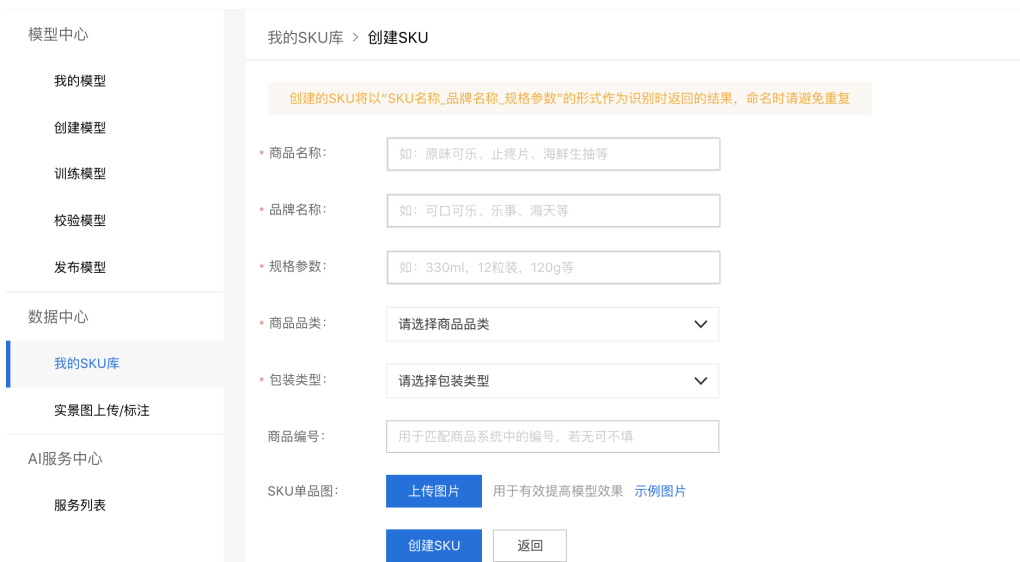 模型中心
我的模型
创建模型
训练模型
校验模型
发布模型
数据中心
我的SKU库
实景图上传/标注
AI服务中心
服务列表
我的SKU库 > 创建SKU
创建的SKU将以“SKU名称_品牌名称_规格参数”的形式作为识别时返回的结果，命名时请避免重复
* 商品名称： 如：原味可乐、止疼片、海鲜生抽等
* 品牌名称： 如：可口可乐、乐事、海天等
* 规格参数： 如：330ml，12粒装，120g等
* 商品品类： 请选择商品品类
* 包装类型： 请选择包装类型
商品编号： 用于匹配商品系统中的编号，若无可不填
SKU单品图： 上传图片 用于有效提高模型效果 示例图片
创建SKU 返回